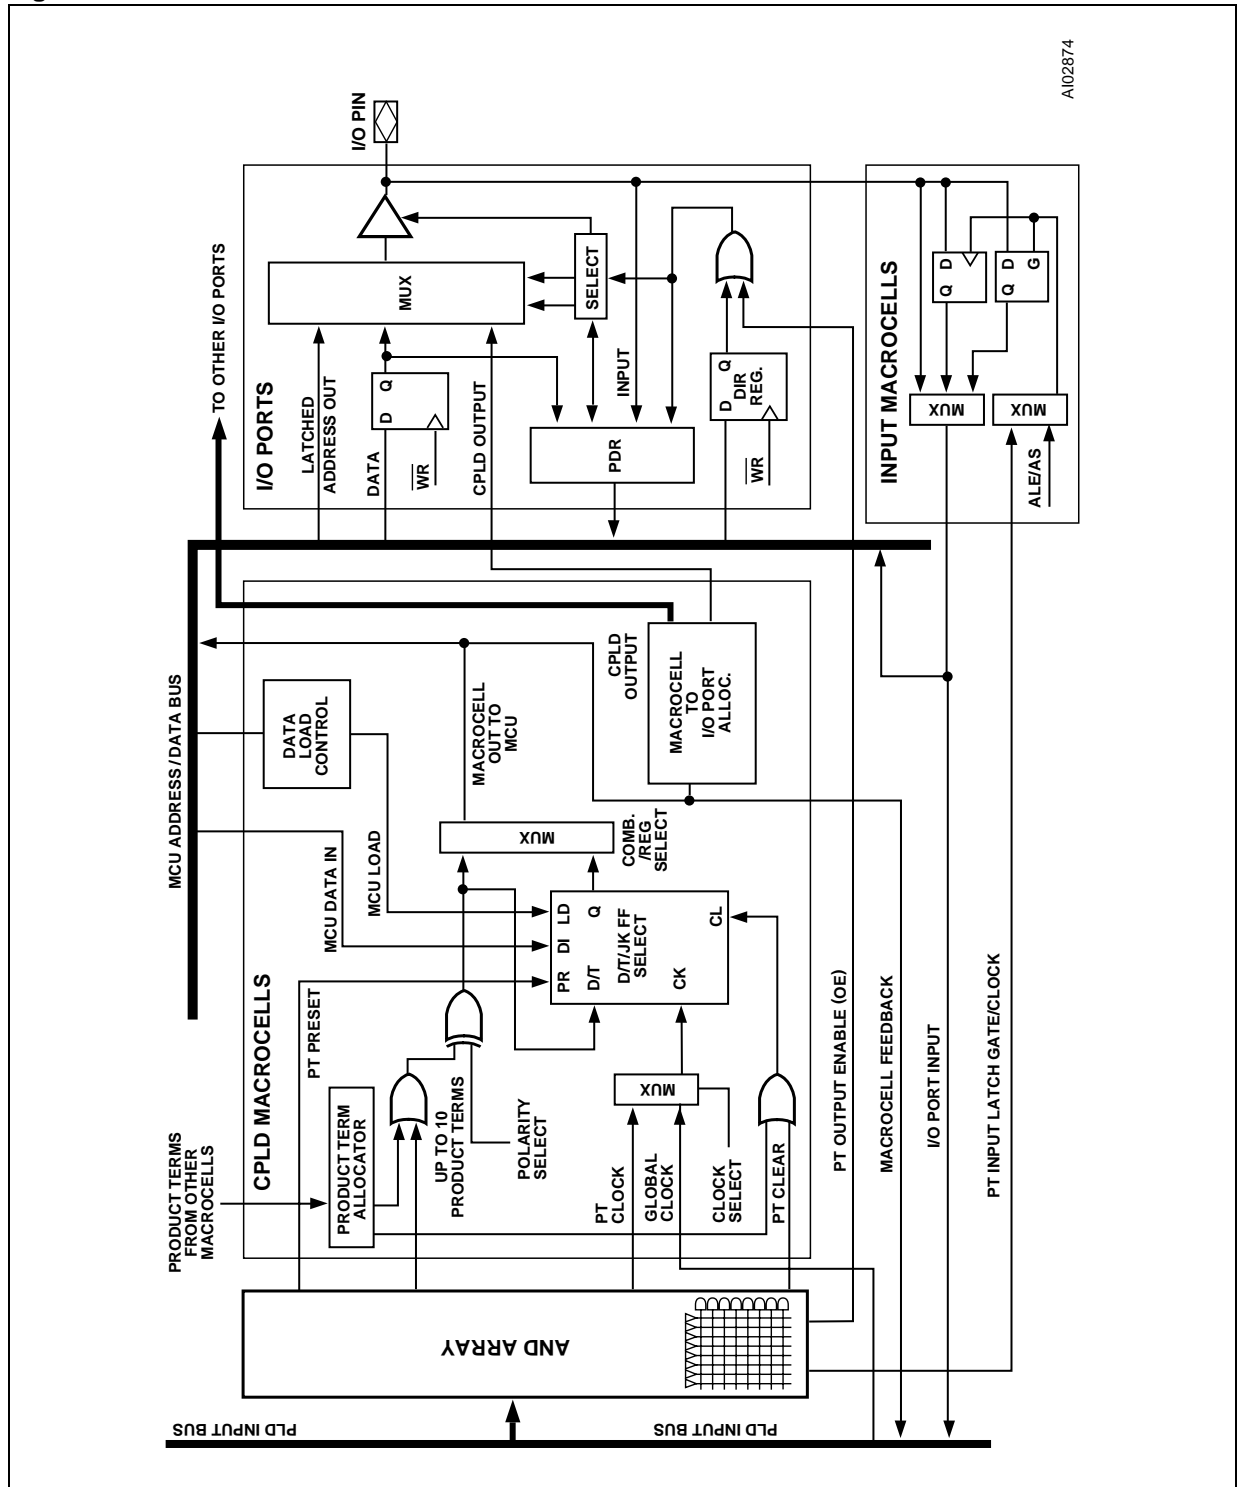 AI02874
PLD INPUT BUS
PLD INPUT BUS
AND ARRAY
PRODUCT TERMS
FROM OTHER
MACROCELLS
MCU ADDRESS / DATA BUS
TO OTHER I/O PORTS
CPLD MACROCELLS
PRODUCT TERM
ALLOCATOR
PT PRESET
MCU DATA IN
MCU LOAD
DATA
LOAD
CONTROL
UP TO 10
PRODUCT TERMS
POLARITY
SELECT
PT
CLOCK
GLOBAL
CLOCK
CLOCK
SELECT
PT CLEAR
MUX
PR DI LD
D/T Q
D/T/JK FF
SELECT
CK
CL
MUX
COMB.
/REG
SELECT
MACROCELL
OUT TO
MCU
CPLD
OUTPUT
MACROCELL
TO
I/O PORT
ALLOC.
I/O PORTS
LATCHED
ADDRESS OUT
DATA
WR
D Q
CPLD OUTPUT
MUX
SELECT
INPUT
PDR
D Q
DIR
REG.
WR
I/O PIN
INPUT MACROCELLS
MUX
MUX
ALE/AS
Q D
Q D
G
PT OUTPUT ENABLE (OE)
MACROCELL FEEDBACK
I/O PORT INPUT
PT INPUT LATCH GATE/CLOCK